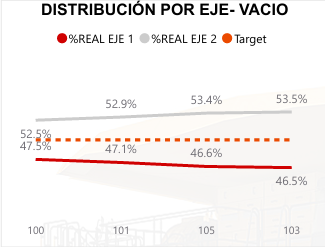 DISTRIBUCIÓN POR EJE- VACIO
%REAL EJE 1 %REAL EJE 2 Target
52.5% 52.9% 53.4% 53.5%
47.5% 47.1% 46.6% 46.5%
100 101 105 103